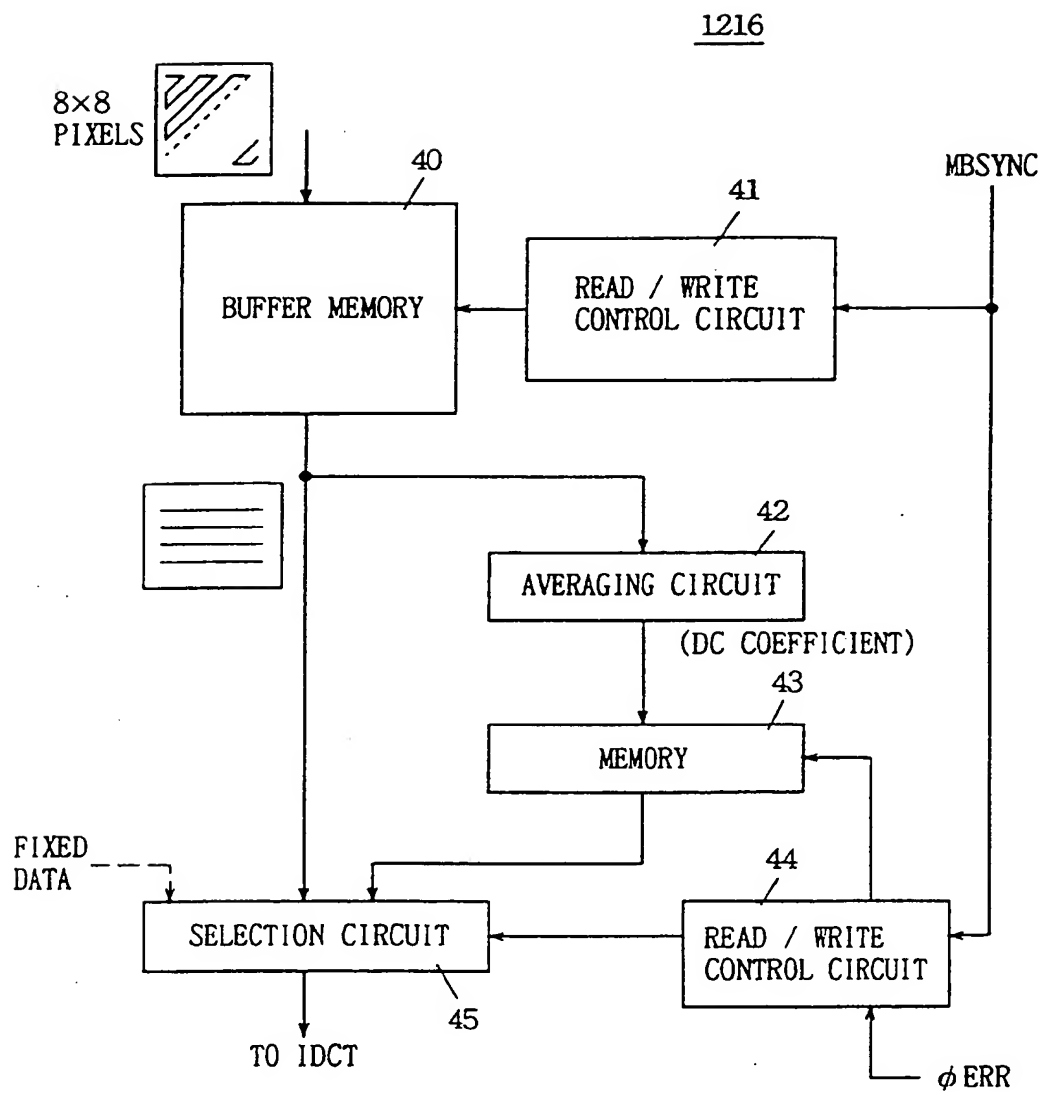 1216
8×8
PIXELS
40
MBSYNC
41
BUFFER MEMORY
READ / WRITE
CONTROL CIRCUIT
42
AVERAGING CIRCUIT
(DC COEFFICIENT)
43
MEMORY
FIXED
DATA
44
SELECTION CIRCUIT
READ / WRITE
CONTROL CIRCUIT
45
TO IDCT
φ ERR